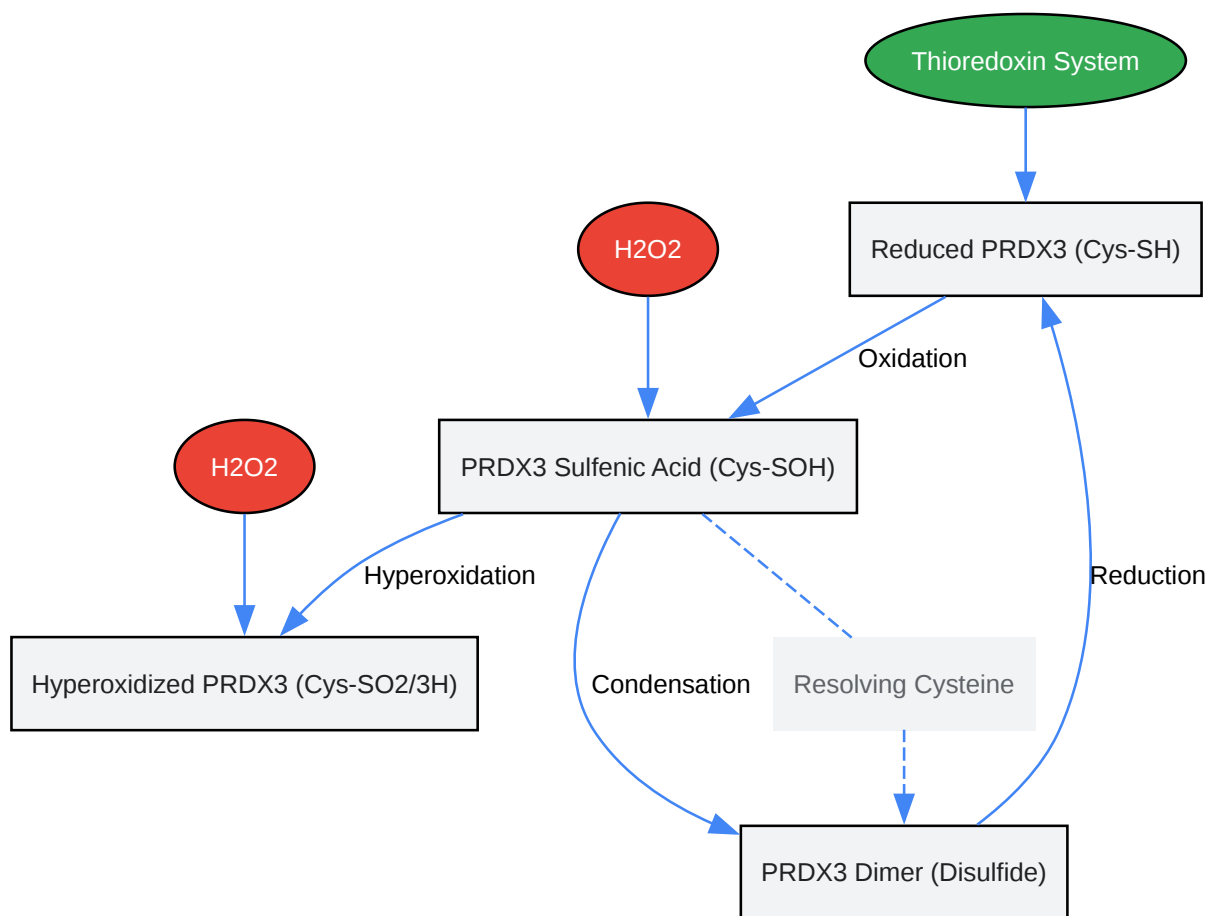 Thioredoxin System
H2O2
Reduced PRDX3 (Cys-SH)
Oxidation
H2O2
PRDX3 Sulfenic Acid (Cys-SOH)
Hyperoxidation
Reduction
Hyperoxidized PRDX3 (Cys-SO2/3H)
Condensation
Resolving Cysteine
PRDX3 Dimer (Disulfide)